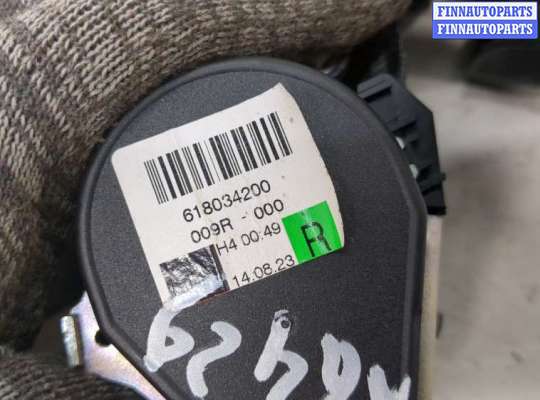 FINNAUTOPARTS
FINNAUTOPARTS
618034200
009R - 000
H4 00:49
R
14.08.23